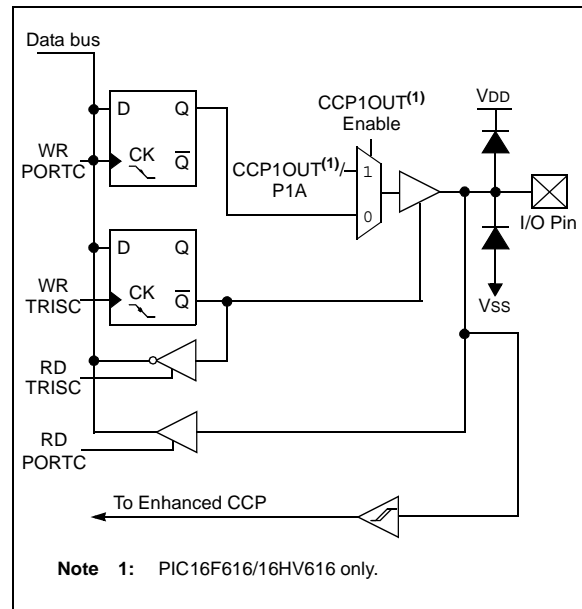 Data bus
D Q
CCP1OUT(1)
Enable
VDD
WR
PORTC
CK Q
CCP1OUT(1)/
P1A
1
0
I/O Pin
D Q
WR
TRISC
CK Q
VSS
RD
TRISC
RD
PORTC
To Enhanced CCP
Note 1: PIC16F616/16HV616 only.